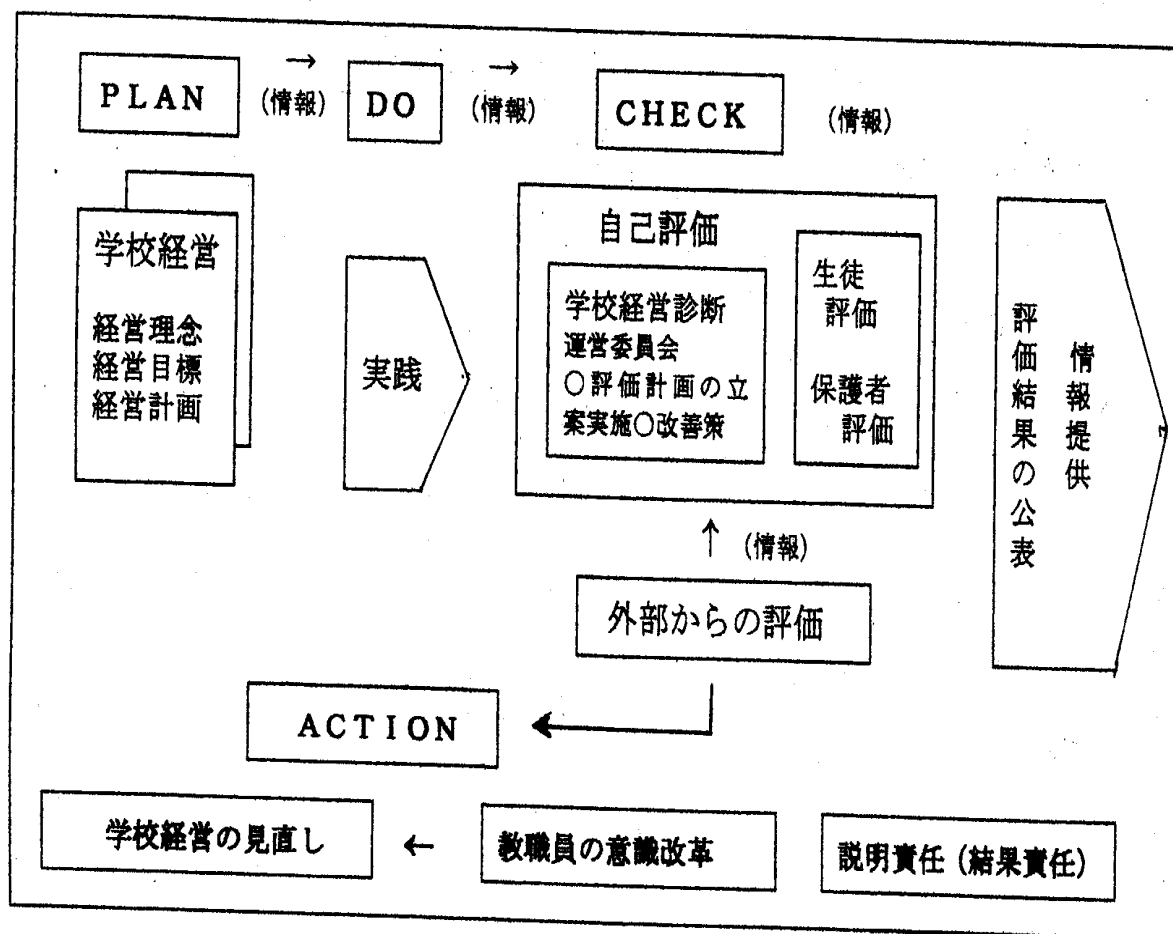 PLAN
→
(情報)
DO
→
(情報)
CHECK
(情報)
学校経営
経営理念
経営目標
経営計画
実践
自己評価
学校経営診断
運営委員会
○評価計画の立
案実施○改善策
生徒
評価
保護者
評価
情報提供
評価結果の公表
↑
(情報)
外部からの評価
ACTION
学校経営の見直し
←
教職員の意識改革
説明責任(結果責任)